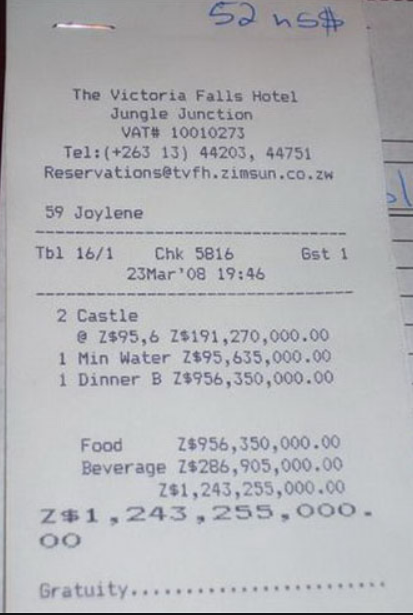 52 US$
The Victoria Falls Hotel
Jungle Junction
VAT# 10010273
Tel:(+263 13) 44203, 44751
Reservations@tvfh.zimsun.co.zw
59 Joylene
Tbl 16/1 Chk 5816 Gst 1
23Mar'08 19:46
2 Castle
@ Z$95,6 Z$191,270,000.00
1 Min Water Z$95,635,000.00
1 Dinner B Z$956,350,000.00
Food Z$956,350,000.00
Beverage Z$286,905,000.00
Z$1,243,255,000.00
Z$1,243,255,000.
00
Gratuity........................